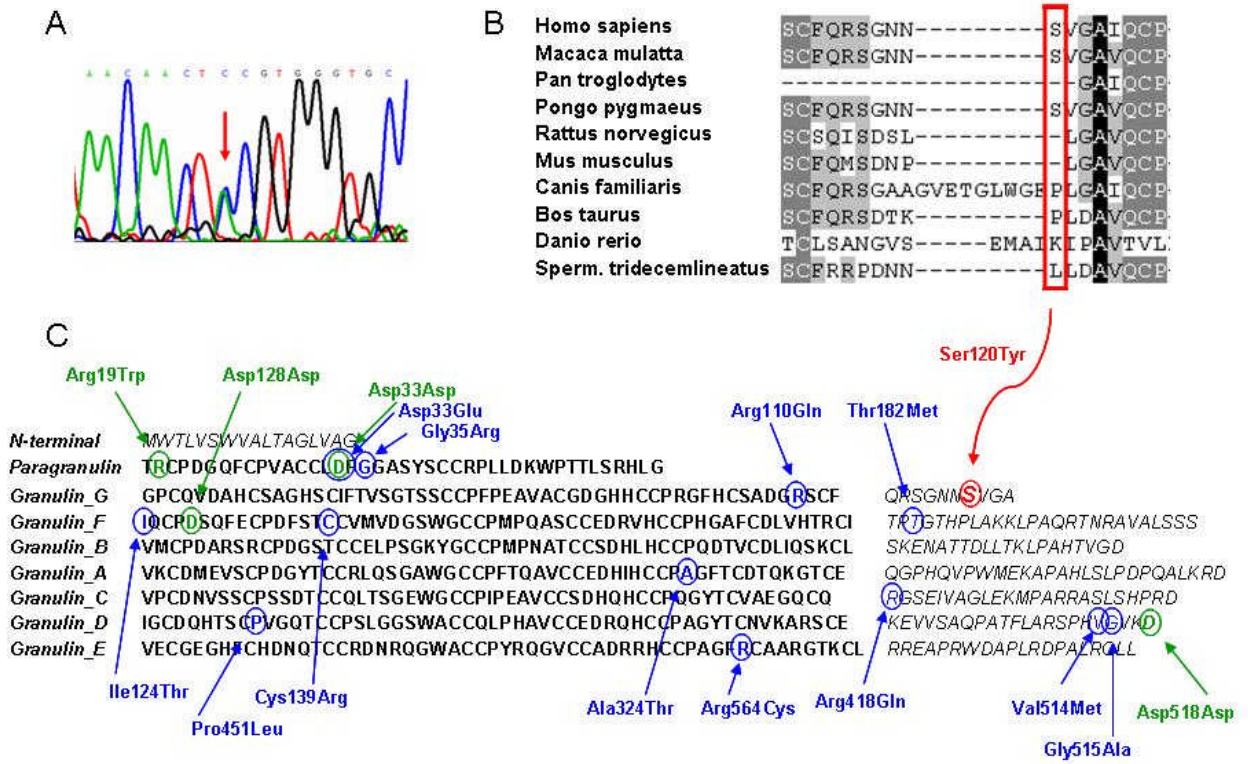 A
A A C A A C T C C G T G G G T G C
B
Homo sapiens SCFQRSGNN----------SVGAIQCP
Macaca mulatta SCFQRSGNN----------SVGAVQCP
Pan troglodytes ---------------------GAIQCP
Pongo pygmaeus SCFQRSGNN----------SVGAVQCP
Rattus norvegicus SCSQISDSL-----------LGAVQCP
Mus musculus SCFQMSDNP-----------LGAVQCP
Canis familiaris SCFQRSGAAGVETGLWGEPLGAIQCP
Bos taurus SCFQRSDTK----------PLDAVQCP
Danio rerio TCLSANGVS------EMAIKIPAVTVL
Sperm. tridecemlineatus SCFRRPDNN----------LLDAVQCP
C
Ser120Tyr
Arg19Trp
Asp128Asp
Asp33Asp
Asp33Glu
Gly35Arg
Arg110Gln
Thr182Met
N-terminal MWTLVSWVALTAGLVAG
Paragranulin TRCPDGQFCPVACCLDPGGASYSCCRPLLDKWPTTLSRHLG
Granulin_G GPCQVDAHCSAGHSCIFTVSGTSSCCPFPEAVACGDGHHCCPRGFHCSADGRSCF QRSGNNSVGA
Granulin_F IQCPDSQFECPDFSTCCVMVDGSWGCCPMPQASCCEDRVHCCPHGAFCDLVHTRCI TPTGTHPLAKKLPAQRTNRAVALSSS
Granulin_B VMCPDARSRCPDGSTCCELPSGKYGCCPMPNATCCSDHLHCCPQDTVCDLIQSKCL SKENATTDLLTKLPAHTVGD
Granulin_A VKCDMEVSCPDGYTCCRLQSGAWGCCPFTQAVCCEDHIHCCPAGFTCDTQKGTCE QGPHQVPWMEKAPAHLSLPDPQALKRD
Granulin_C VPCDNVSSCPSSDTCCQLTSGEWGCCPIPEAVCCSDHQHCCPQGYTCVAEGQCQ RGSEIVAGLEKMPARRASLSHPRD
Granulin_D IGCDQHTSCPVGQTCCPSLGGSWACCQLPHAVCCEDRQHCCPAGYTCNVKARSCE KEVVSAQPATFLARSPHVGVKD
Granulin_E VECGEGHFCHDNQTCCRDNRQGWACCPYRQGVCCADRRHCCPAGFRCAARGTKCL RREAPRWDAPLRDPALRQLL
Ile124Thr
Pro451Leu
Cys139Arg
Ala324Thr
Arg564Cys
Arg418Gln
Val514Met
Gly515Ala
Asp518Asp